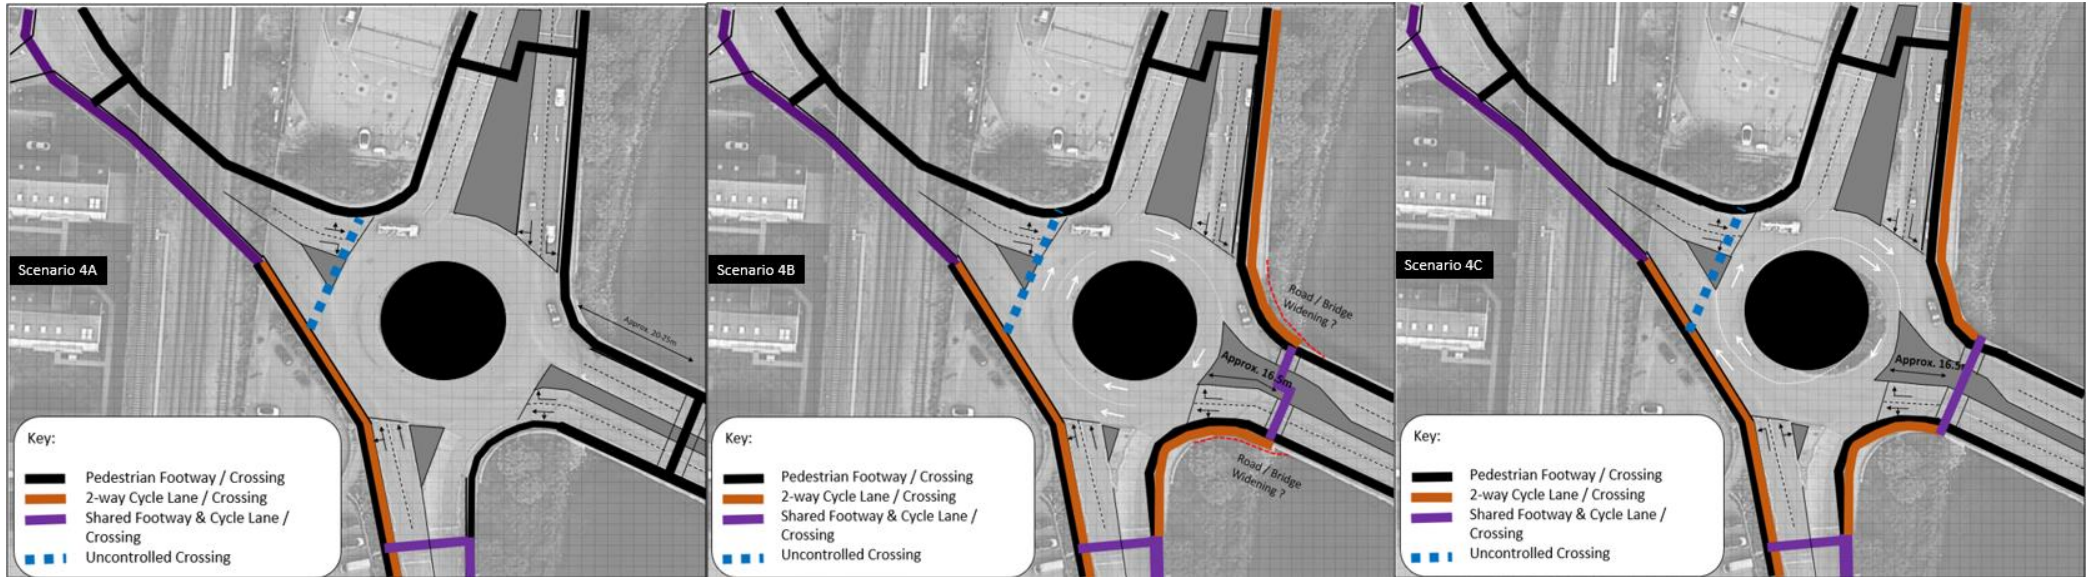 Scenario 4A
Approx. 20-25m
Key:
Pedestrian Footway / Crossing
2-way Cycle Lane / Crossing
Shared Footway & Cycle Lane /
Crossing
Uncontrolled Crossing
Scenario 4B
Road / Bridge
Widening ?
Approx. 16.5m
Road / Bridge
Widening ?
Key:
Pedestrian Footway / Crossing
2-way Cycle Lane / Crossing
Shared Footway & Cycle Lane /
Crossing
Uncontrolled Crossing
Scenario 4C
Approx. 16.5m
Key:
Pedestrian Footway / Crossing
2-way Cycle Lane / Crossing
Shared Footway & Cycle Lane /
Crossing
Uncontrolled Crossing